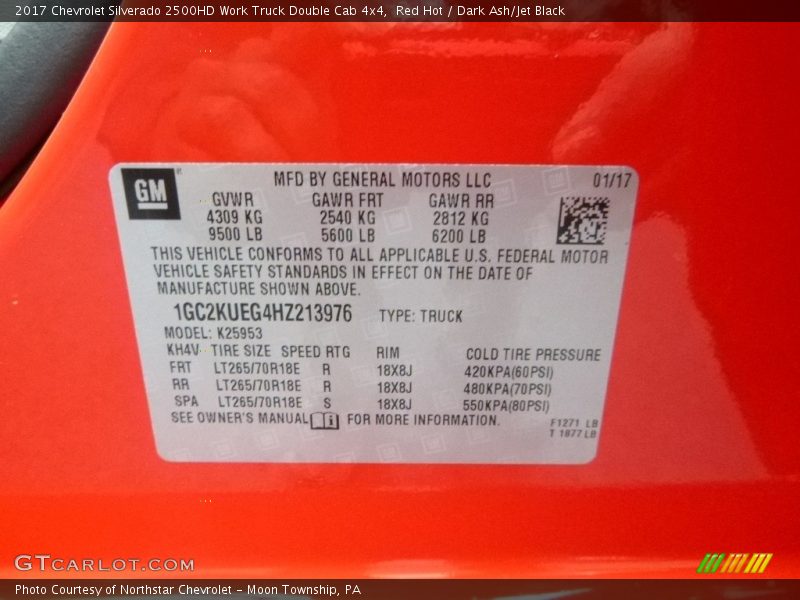 2017 Chevrolet Silverado 2500HD Work Truck Double Cab 4x4, Red Hot / Dark Ash/Jet Black
GM
MFD BY GENERAL MOTORS LLC 01/17
GVWR GAWR FRT GAWR RR
4309 KG 2540 KG 2812 KG
9500 LB 5600 LB 6200 LB
THIS VEHICLE CONFORMS TO ALL APPLICABLE U.S. FEDERAL MOTOR
VEHICLE SAFETY STANDARDS IN EFFECT ON THE DATE OF
MANUFACTURE SHOWN ABOVE.
1GC2KUEG4HZ213976 TYPE: TRUCK
MODEL: K25953
KH4V TIRE SIZE SPEED RTG RIM COLD TIRE PRESSURE
FRT LT265/70R18E R 18X8J 420KPA(60PSI)
RR LT265/70R18E R 18X8J 480KPA(70PSI)
SPA LT265/70R18E S 18X8J 550KPA(80PSI)
SEE OWNER'S MANUAL FOR MORE INFORMATION.
F1271 LB
T 1877 LB
GTCARLOT.COM
Photo Courtesy of Northstar Chevrolet – Moon Township, PA